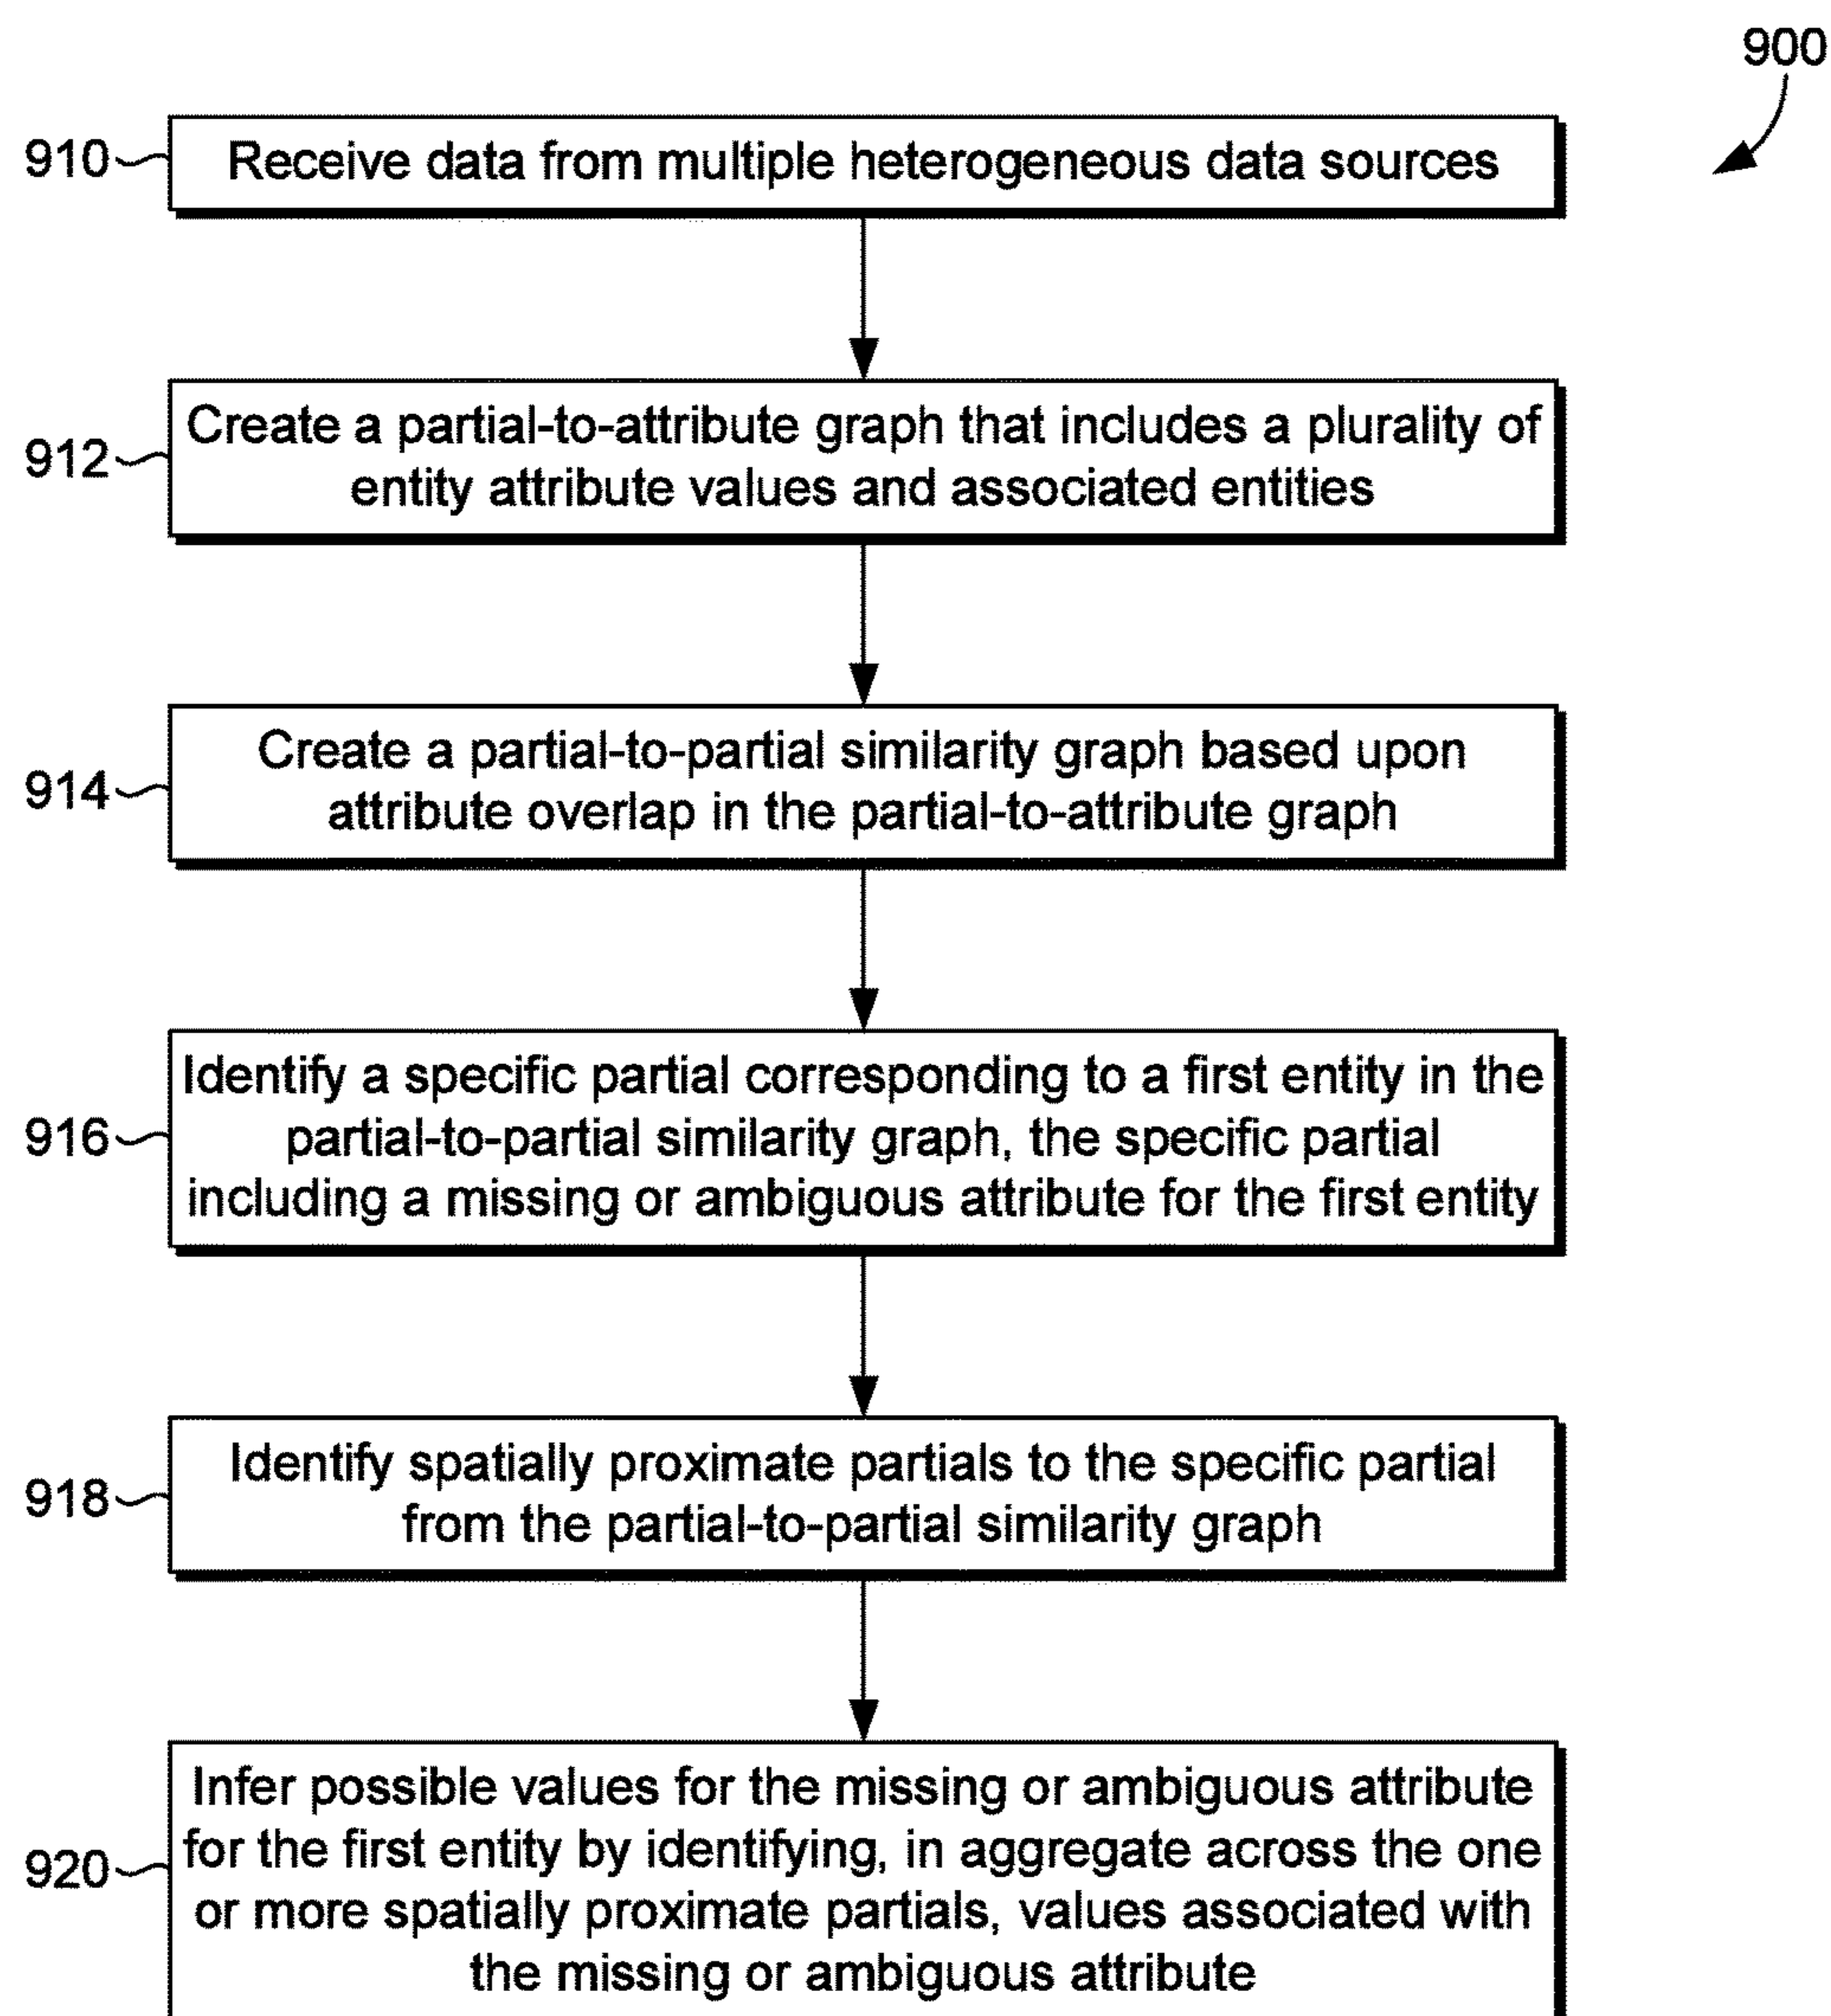 900
910
Receive data from multiple heterogeneous data sources
912
Create a partial-to-attribute graph that includes a plurality of
entity attribute values and associated entities
914
Create a partial-to-partial similarity graph based upon
attribute overlap in the partial-to-attribute graph
916
Identify a specific partial corresponding to a first entity in the
partial-to-partial similarity graph, the specific partial
including a missing or ambiguous attribute for the first entity
918
Identify spatially proximate partials to the specific partial
from the partial-to-partial similarity graph
920
Infer possible values for the missing or ambiguous attribute
for the first entity by identifying, in aggregate across the one
or more spatially proximate partials, values associated with
the missing or ambiguous attribute